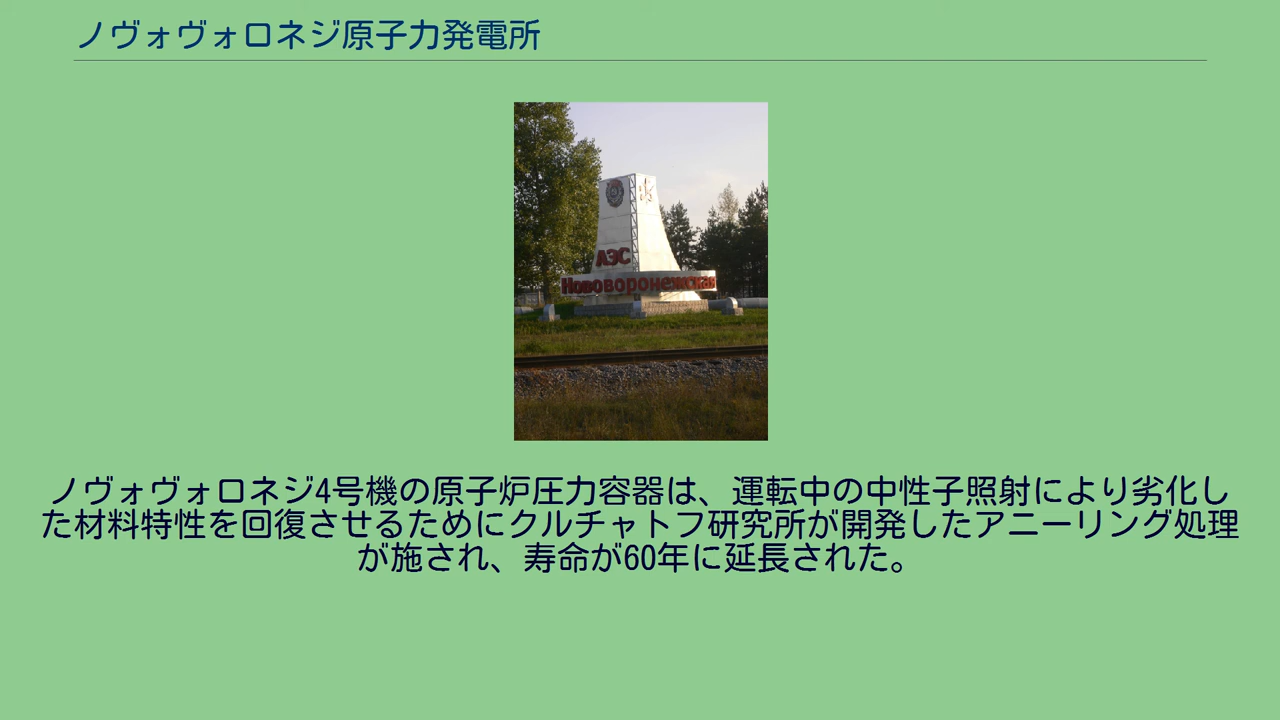 ノヴォヴォロネジ原子力発電所
АЭС
Нововоронежская
ノヴォヴォロネジ4号機の原子炉圧力容器は、運転中の中性子照射により劣化し
た材料特性を回復させるためにクルチャトフ研究所が開発したアニーリング処理
が施され、寿命が60年に延長された。